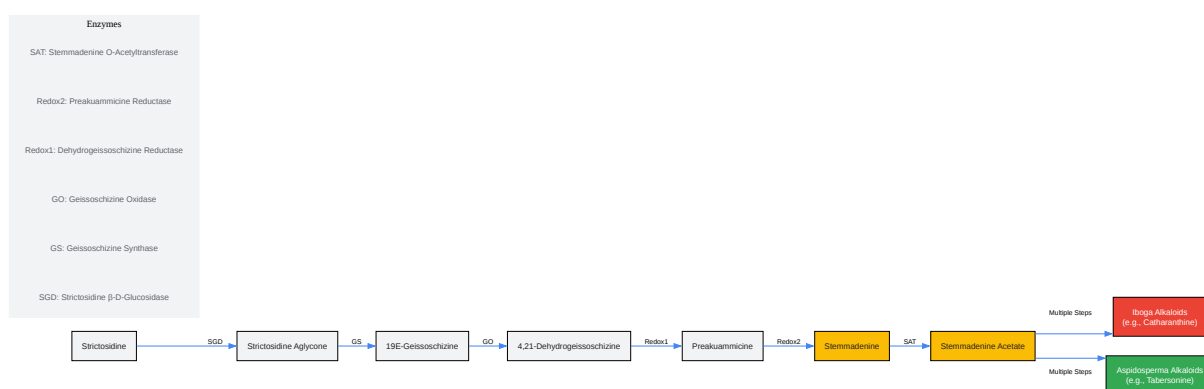 Enzymes
SAT: Stemmadenine O-Acetyltransferase
Redox2: Preakuammicine Reductase
Redox1: Dehydrogeissoschizine Reductase
GO: Geissoschizine Oxidase
GS: Geissoschizine Synthase
SGD: Strictosidine β-D-Glucosidase
Strictosidine
SGD
Strictosidine Aglycone
GS
19E-Geissoschizine
GO
4,21-Dehydrogeissoschizine
Redox1
Preakuammicine
Redox2
Stemmadenine
SAT
Stemmadenine Acetate
Multiple Steps
Iboga Alkaloids
(e.g., Catharanthine)
Multiple Steps
Aspidosperma Alkaloids
(e.g., Tabersonine)